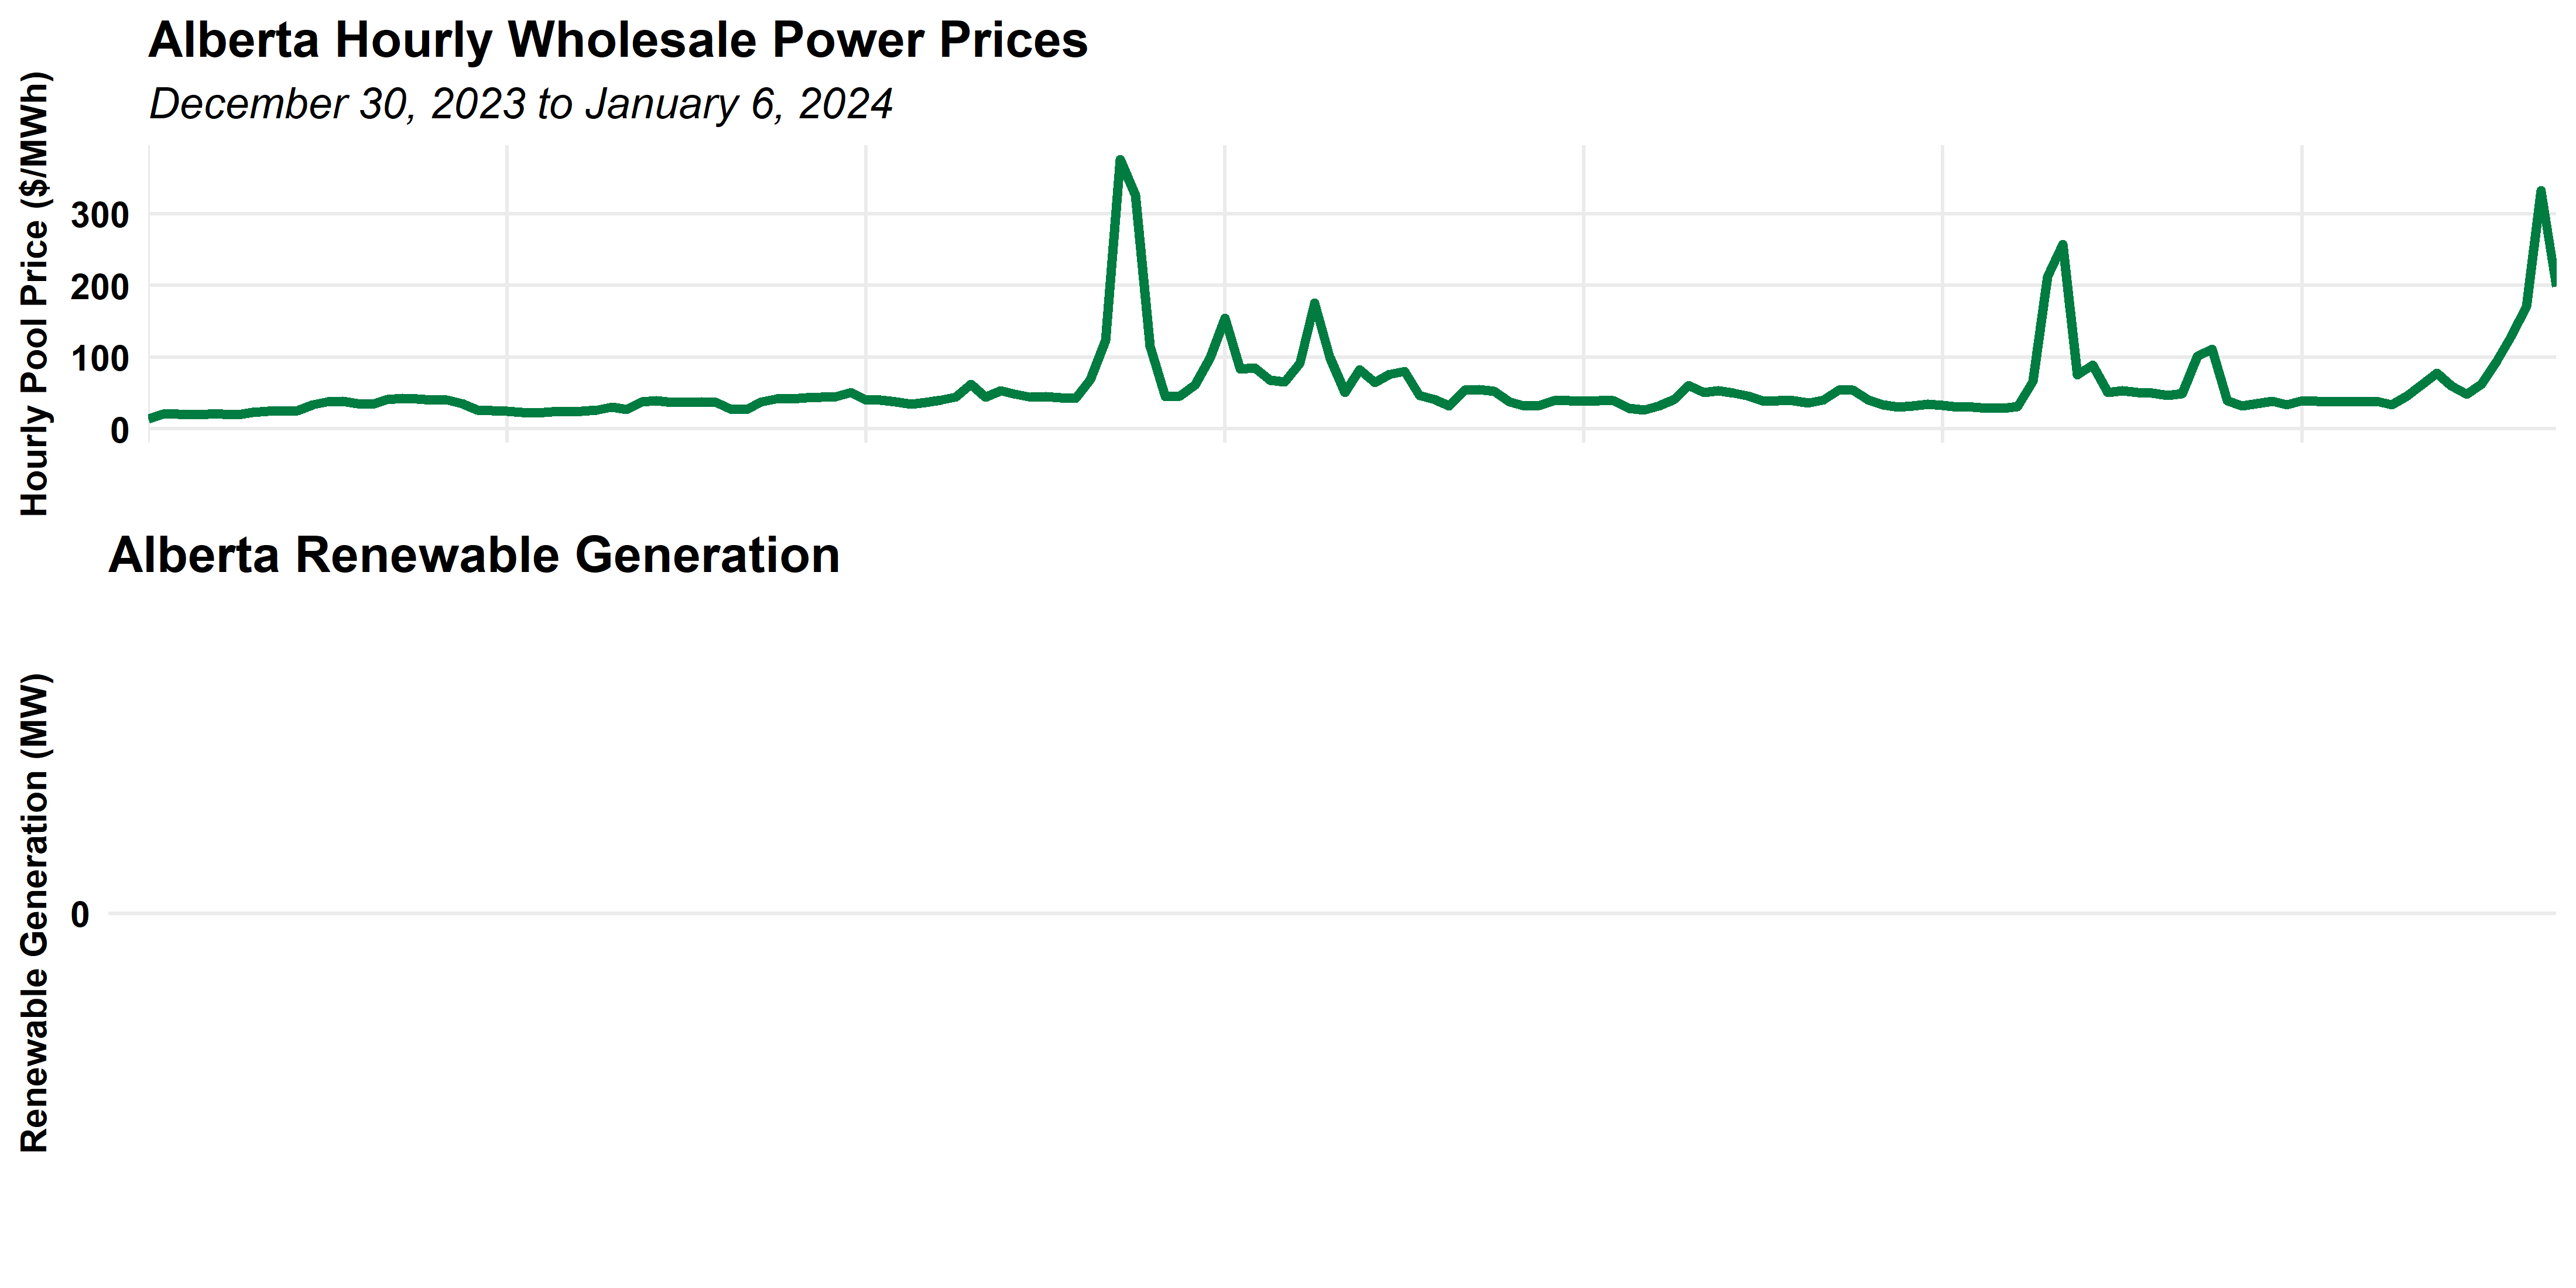 Alberta Hourly Wholesale Power Prices
December 30, 2023 to January 6, 2024
Hourly Pool Price ($/MWh)
300
200
100
0
Alberta Renewable Generation
Renewable Generation (MW)
0